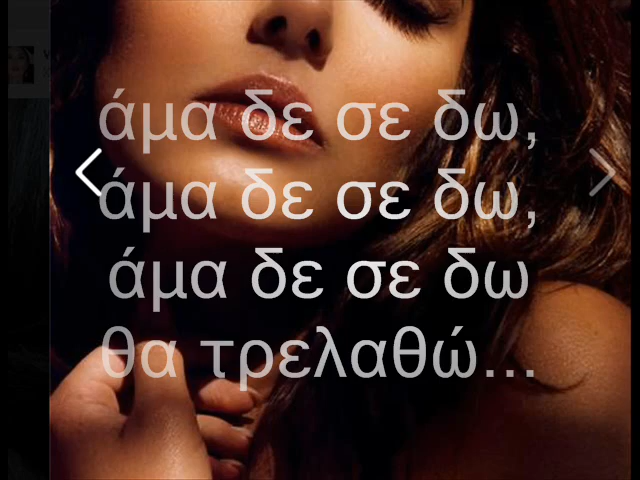 άμα δε σε δω,
άμα δε σε δω,
άμα δε σε δω
θα τρελαθώ...